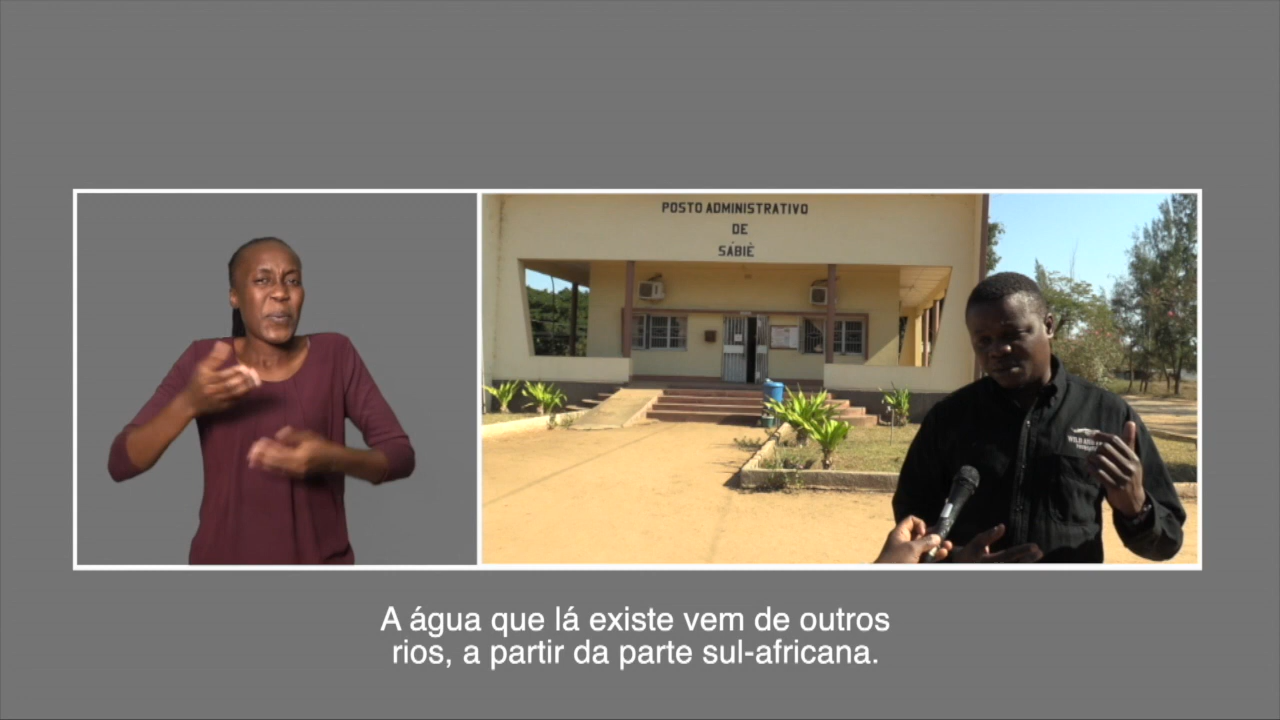 POSTO ADMINISTRATIVO
DE
SÁBIÈ
A água que lá existe vem de outros
rios, a partir da parte sul-africana.